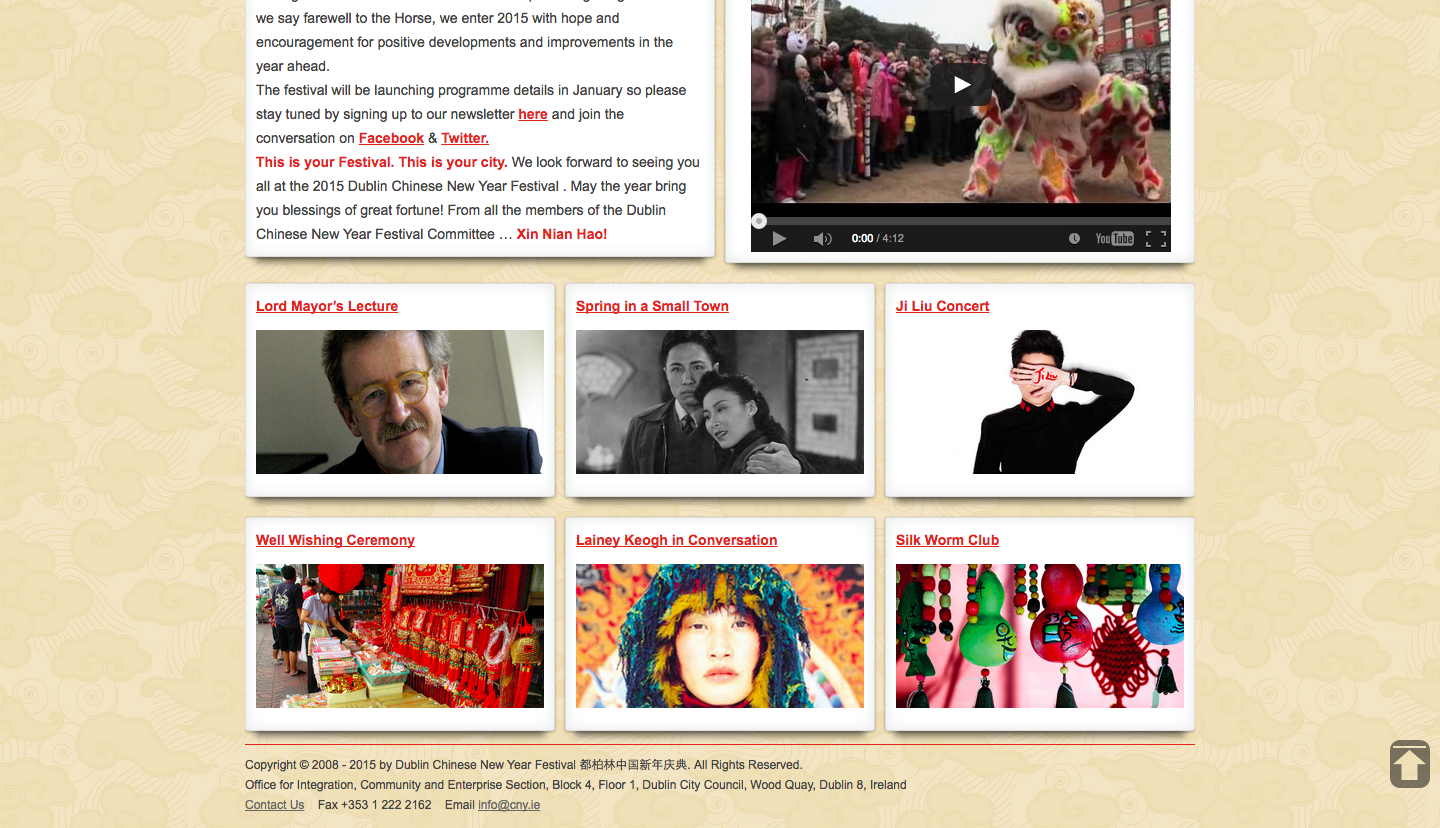 we say farewell to the Horse, we enter 2015 with hope and
encouragement for positive developments and improvements in the
year ahead.
The festival will be launching programme details in January so please
stay tuned by signing up to our newsletter here and join the
conversation on Facebook & Twitter.
This is your Festival. This is your city. We look forward to seeing you
all at the 2015 Dublin Chinese New Year Festival . May the year bring
you blessings of great fortune! From all the members of the Dublin
Chinese New Year Festival Committee … Xin Nian Hao!
0:00 / 4:12
YouTube
Lord Mayor’s Lecture
Spring in a Small Town
Ji Liu Concert
Ji Liu
Well Wishing Ceremony
Lainey Keogh in Conversation
Silk Worm Club
Copyright © 2008 - 2015 by Dublin Chinese New Year Festival 都柏林中国新年庆典. All Rights Reserved.
Office for Integration, Community and Enterprise Section, Block 4, Floor 1, Dublin City Council, Wood Quay, Dublin 8, Ireland
Contact Us Fax +353 1 222 2162 Email info@cny.ie